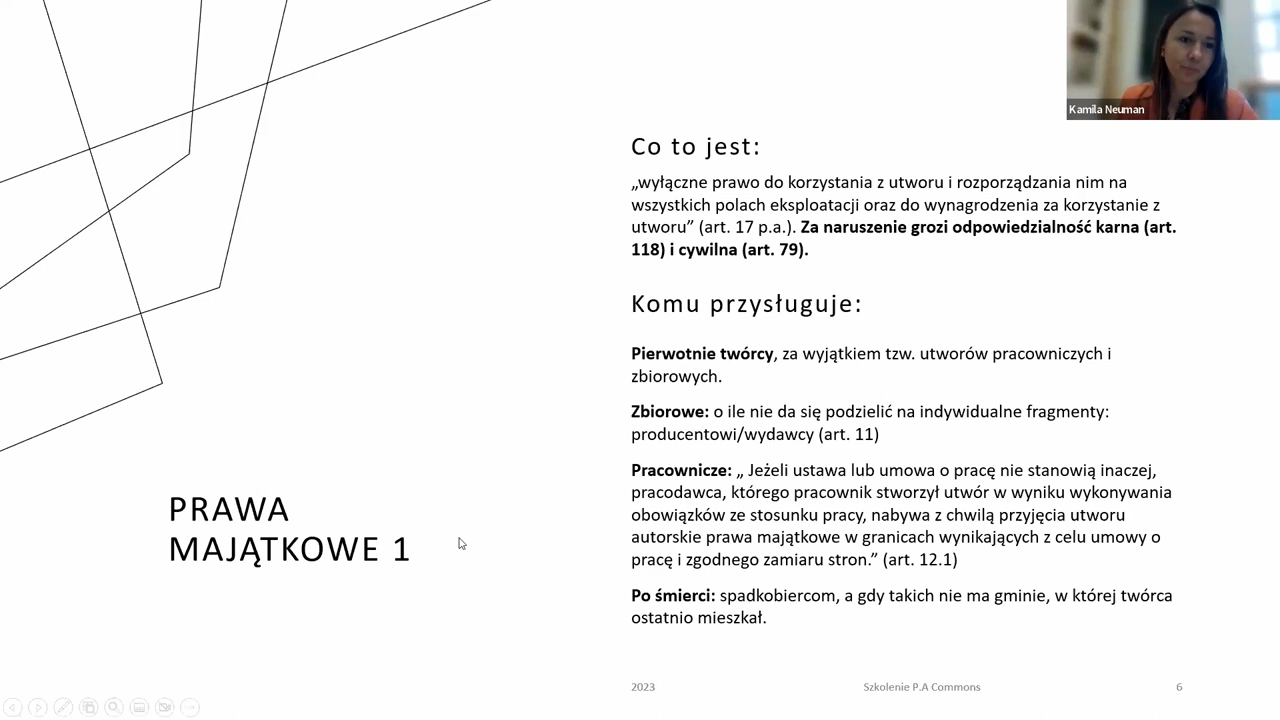 Kamila Neuman
Co to jest:
„wyłączne prawo do korzystania z utworu i rozporządzania nim na
wszystkich polach eksploatacji oraz do wynagrodzenia za korzystanie z
utworu” (art. 17 p.a.). Za naruszenie grozi odpowiedzialność karna (art.
118) i cywilna (art. 79).
Komu przysługuje:
Pierwotnie twórcy, za wyjątkiem tzw. utworów pracowniczych i
zbiorowych.
Zbiorowe: o ile nie da się podzielić na indywidualne fragmenty:
producentowi/wydawcy (art. 11)
Pracownicze: „ Jeżeli ustawa lub umowa o pracę nie stanowią inaczej,
pracodawca, którego pracownik stworzył utwór w wyniku wykonywania
obowiązków ze stosunku pracy, nabywa z chwilą przyjęcia utworu
autorskie prawa majątkowe w granicach wynikających z celu umowy o
pracę i zgodnego zamiaru stron.” (art. 12.1)
Po śmierci: spadkobiercom, a gdy takich nie ma gminie, w której twórca
ostatnio mieszkał.
PRAWA
MAJĄTKOWE 1
2023
Szkolenie P.A Commons
6